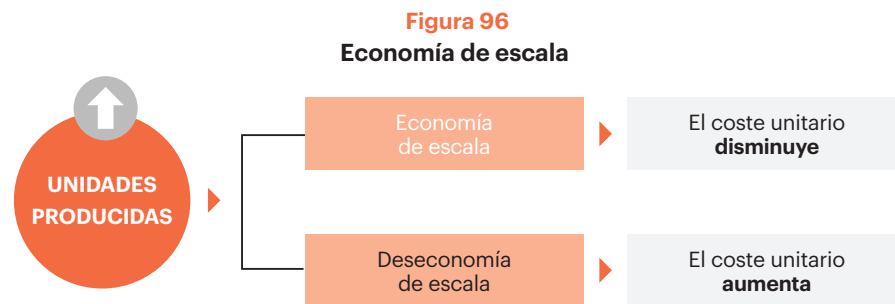 Figura 96
Economía de escala
UNIDADES
PRODUCIDAS
Economía
de escala
El coste unitario
disminuye
Deseconomía
de escala
El coste unitario
aumenta